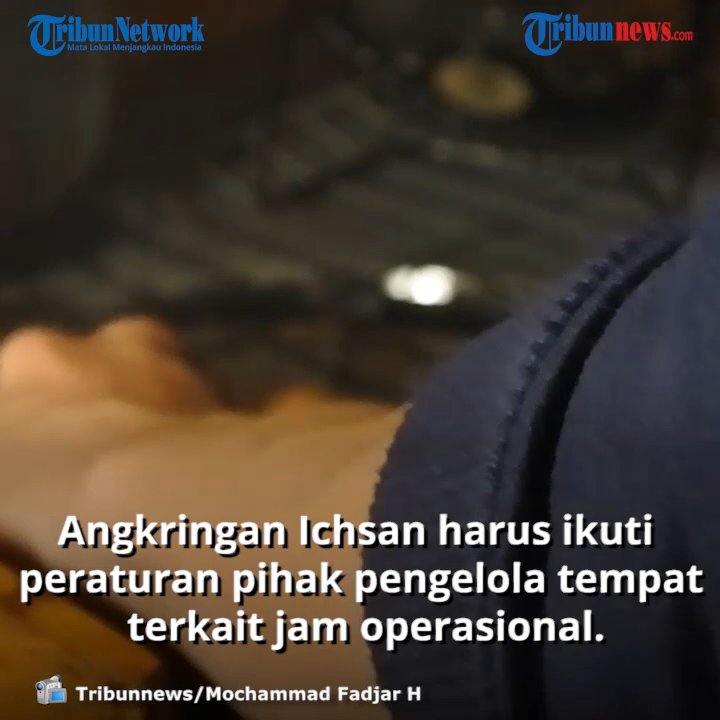 TribunNetwork
Mata Lokal Menjangkau Indonesia
Tribunnews.com
Angkringan Ichsan harus ikuti
peraturan pihak pengelola tempat
terkait jam operasional.
Tribunnews/Mochammad Fadjar H